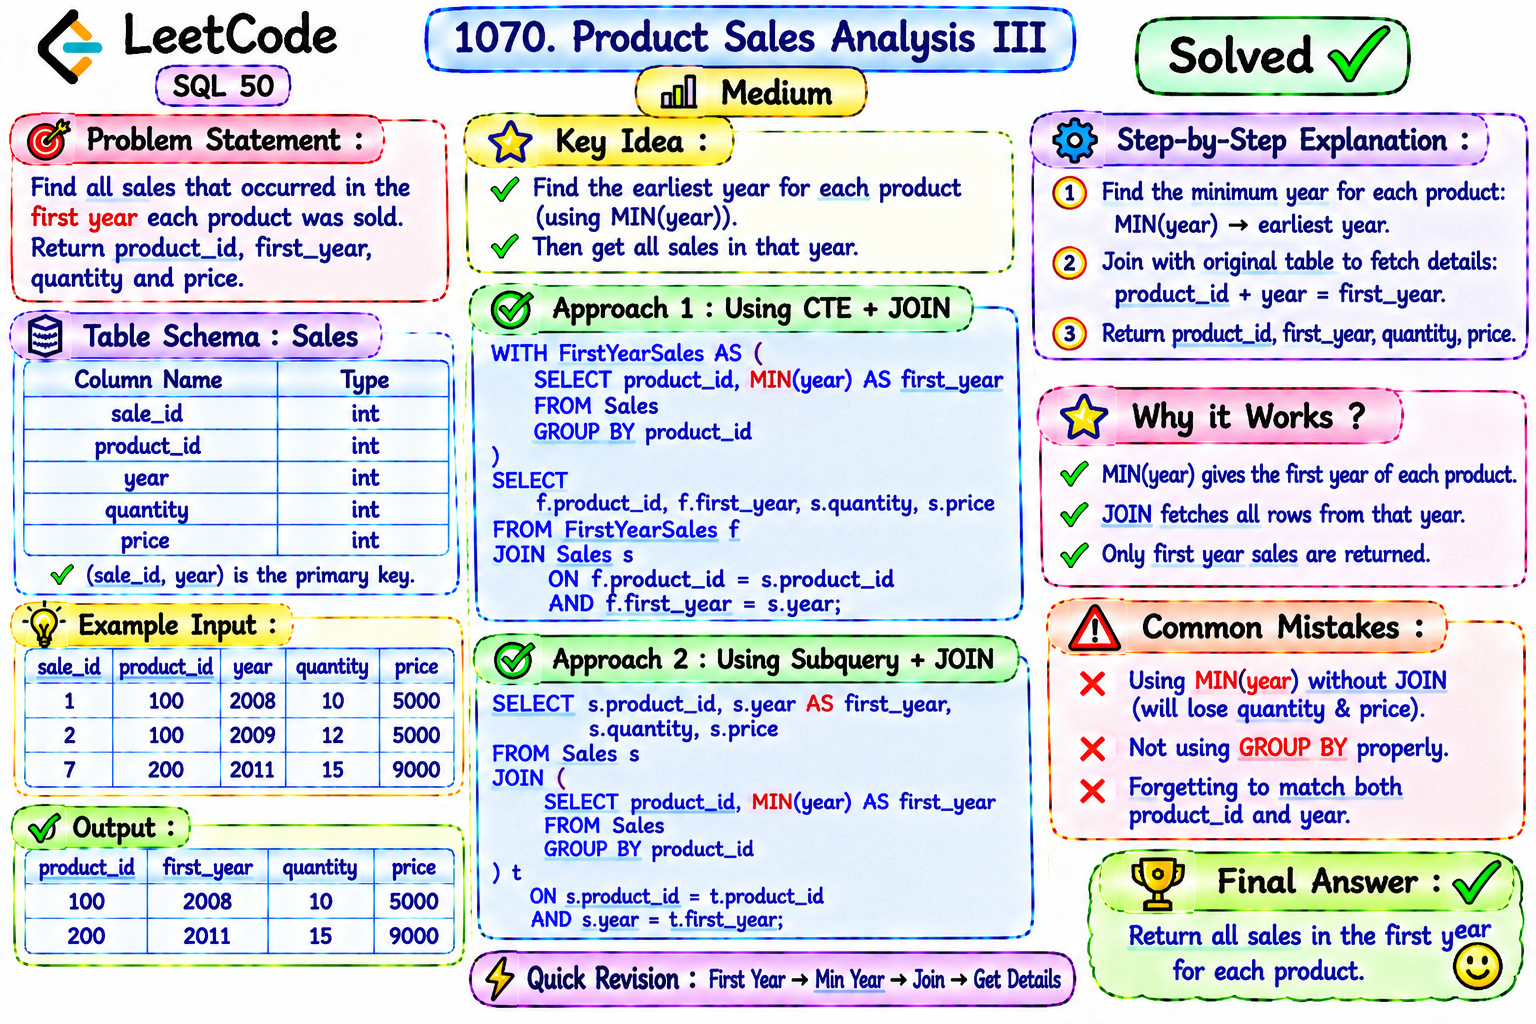 LeetCode
SQL 50
1070. Product Sales Analysis III
Medium
Solved
Problem Statement :
Find all sales that occurred in the
first year each product was sold.
Return product_id, first_year,
quantity and price.
Table Schema : Sales
Column Name Type
sale_id int
product_id int
year int
quantity int
price int
(sale_id, year) is the primary key.
Example Input :
sale_id product_id year quantity price
1 100 2008 10 5000
2 100 2009 12 5000
7 200 2011 15 9000
Output :
product_id first_year quantity price
100 2008 10 5000
200 2011 15 9000
Key Idea :
Find the earliest year for each product
(using MIN(year)).
Then get all sales in that year.
Approach 1 : Using CTE + JOIN
WITH FirstYearSales AS (
SELECT product_id, MIN(year) AS first_year
FROM Sales
GROUP BY product_id
)
SELECT
f.product_id, f.first_year, s.quantity, s.price
FROM FirstYearSales f
JOIN Sales s
ON f.product_id = s.product_id
AND f.first_year = s.year;
Approach 2 : Using Subquery + JOIN
SELECT s.product_id, s.year AS first_year,
s.quantity, s.price
FROM Sales s
JOIN (
SELECT product_id, MIN(year) AS first_year
FROM Sales
GROUP BY product_id
) t
ON s.product_id = t.product_id
AND s.year = t.first_year;
Quick Revision : First Year → Min Year → Join → Get Details
Step-by-Step Explanation :
1 Find the minimum year for each product:
MIN(year) → earliest year.
2 Join with original table to fetch details:
product_id + year = first_year.
3 Return product_id, first_year, quantity, price.
Why it Works ?
MIN(year) gives the first year of each product.
JOIN fetches all rows from that year.
Only first year sales are returned.
Common Mistakes :
Using MIN(year) without JOIN
(will lose quantity & price).
Not using GROUP BY properly.
Forgetting to match both
product_id and year.
Final Answer :
Return all sales in the first year
for each product.